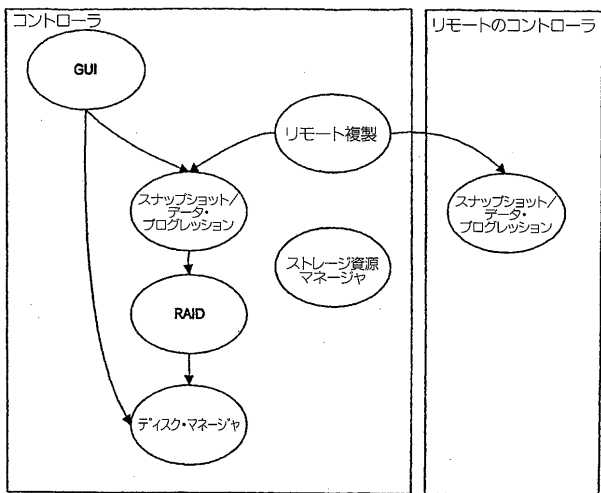 コントローラ
リモートのコントローラ
GUI
リモート複製
スナップショット/
データ・
プログレッション
スナップショット/
データ・
プログレッション
ストレージ資源
マネージャ
RAID
ディスク・マネージャ